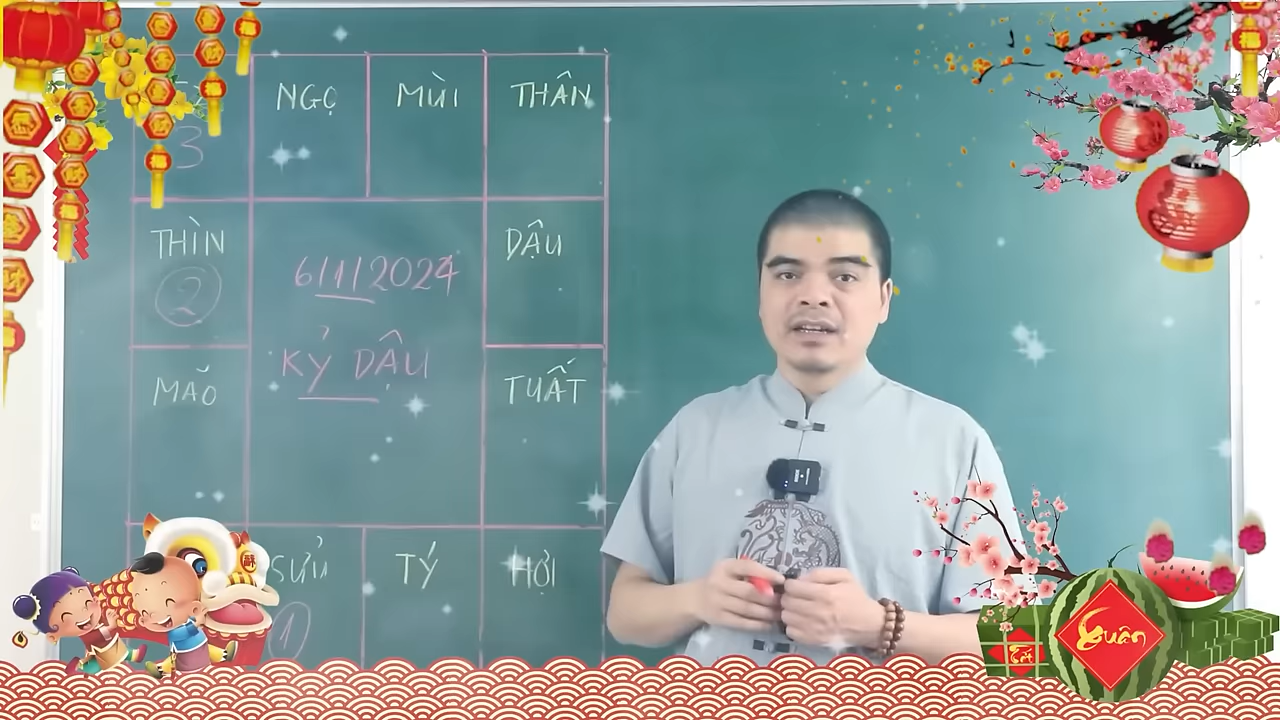 NGỌ
MÙI
THÂN
3
THÌN
2
DẬU
6/1/2024
KỶ DẬU
MÃO
TUẤT
SỬU
1
TÝ
HỢI
Xuân
Tết